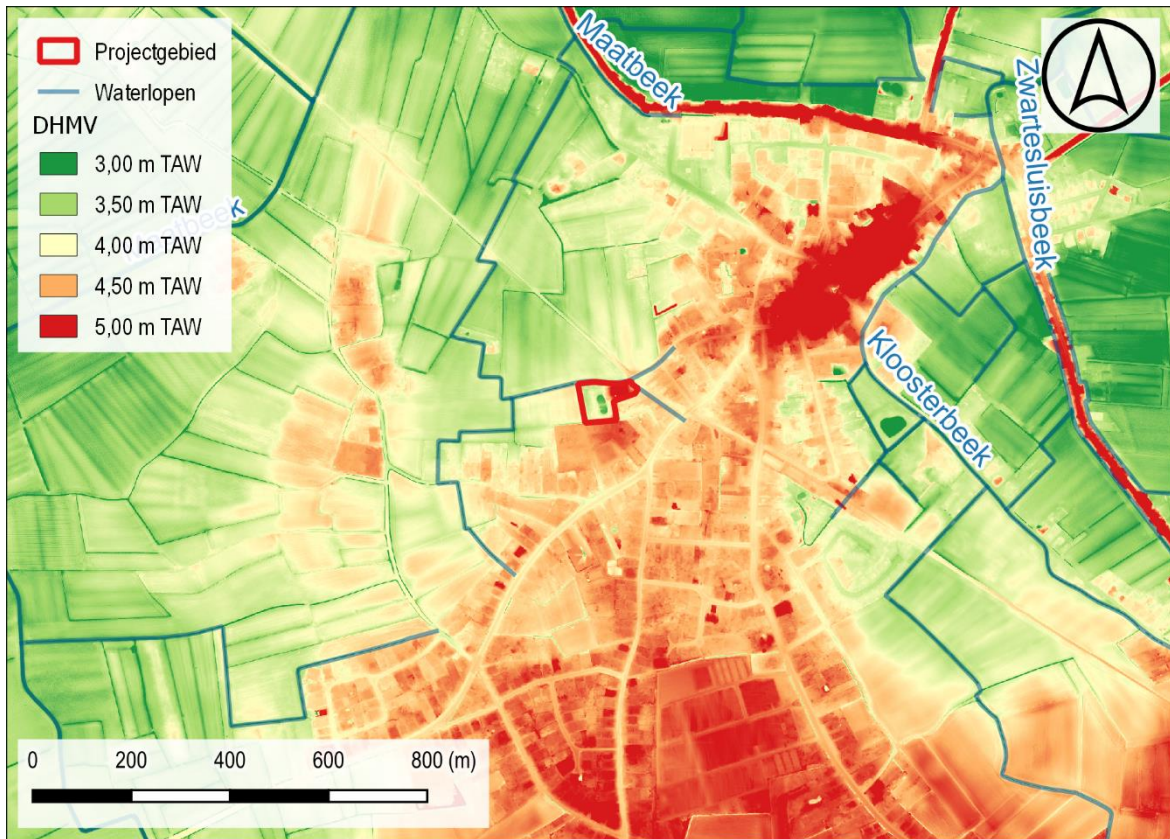 Projectgebied
Waterlopen
DHMV
3,00 m TAW
3,50 m TAW
4,00 m TAW
4,50 m TAW
5,00 m TAW
Maatbeek
Zwartesluisbeek
Maatbeek
Kloosterbeek
0 200 400 600 800 (m)